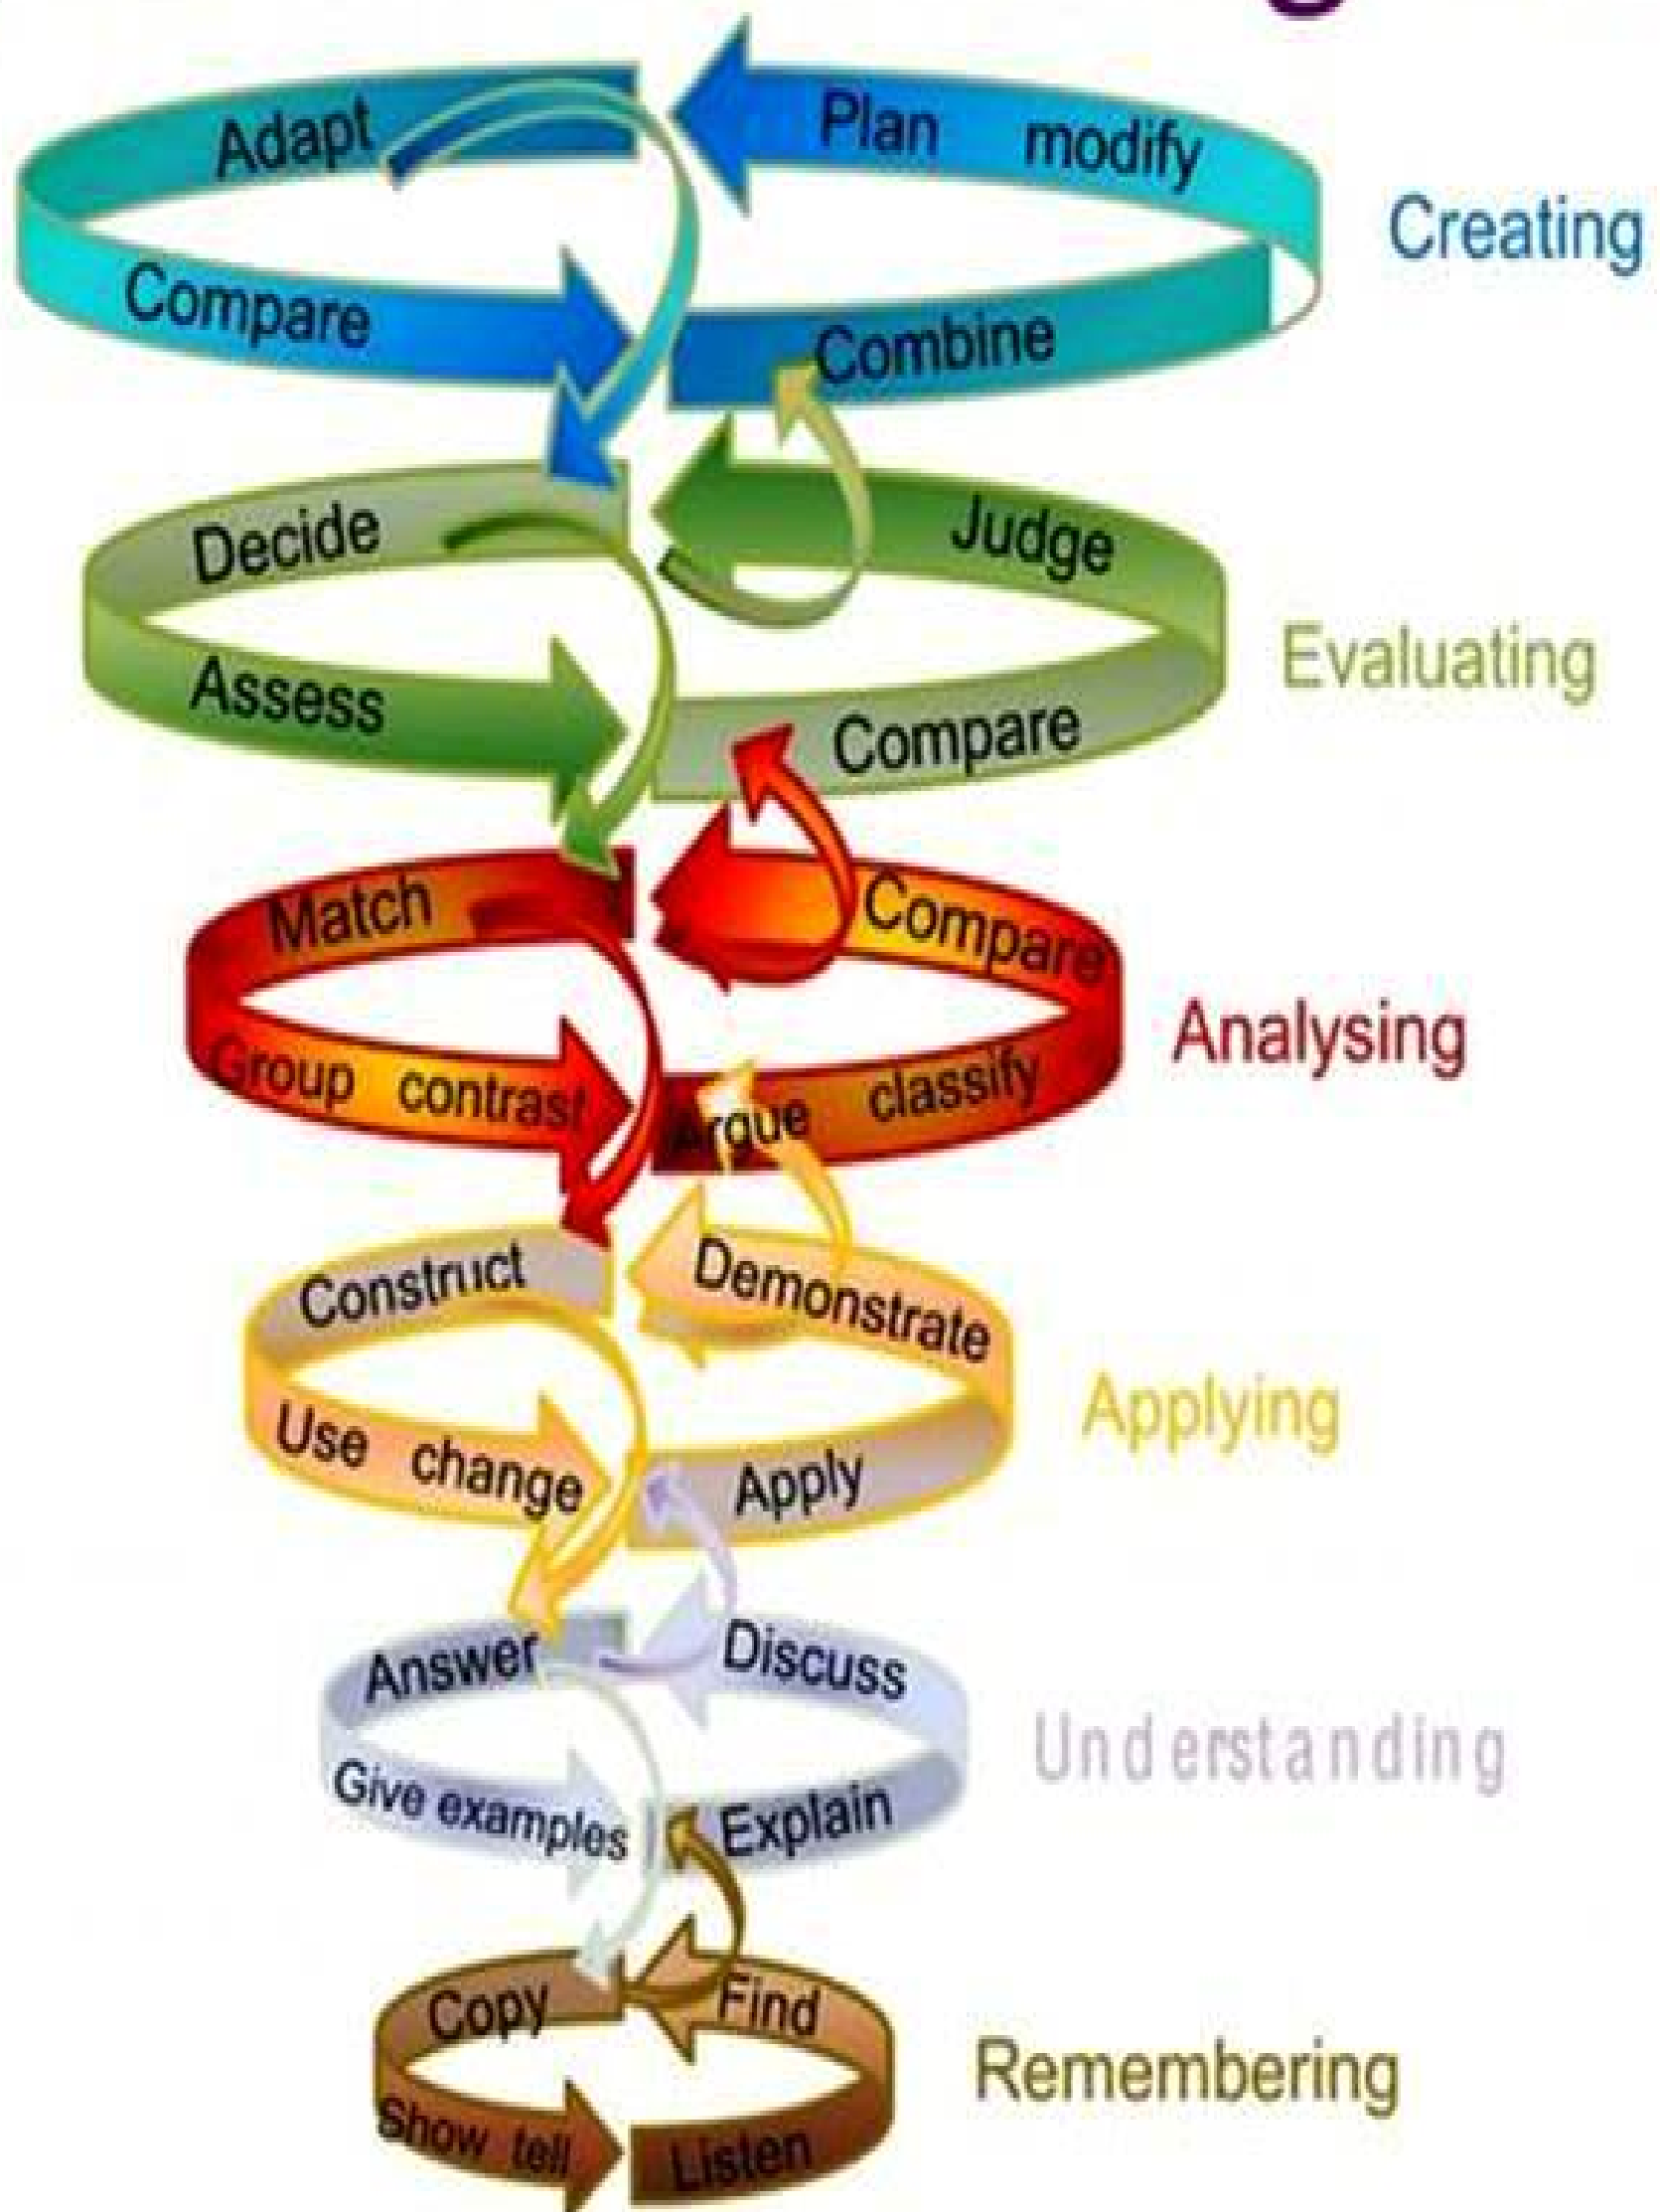 Adapt
Plan modify
Creating
Compare
Combine
Decide
Judge
Evaluating
Assess
Compare
Match
Compare
Analysing
Group contrast
Argue classify
Construct
Demonstrate
Applying
Use change
Apply
Answer
Discuss
Understanding
Give examples
Explain
Copy
Find
Remembering
Show tell
Listen